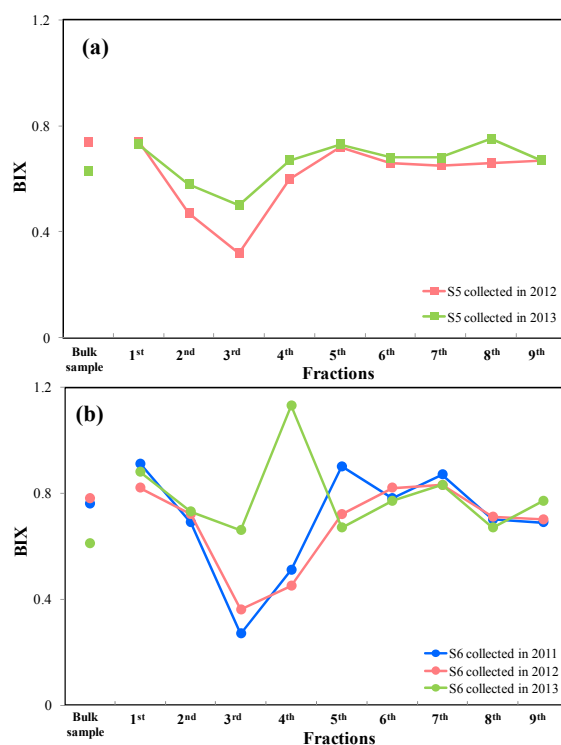 1.2
(a)
0.8
BIX
0.4
0
S5 collected in 2012
S5 collected in 2013
Bulk sample 1st 2nd 3rd 4th 5th 6th 7th 8th 9th
Fractions
1.2
(b)
0.8
BIX
0.4
0
S6 collected in 2011
S6 collected in 2012
S6 collected in 2013
Bulk sample 1st 2nd 3rd 4th 5th 6th 7th 8th 9th
Fractions